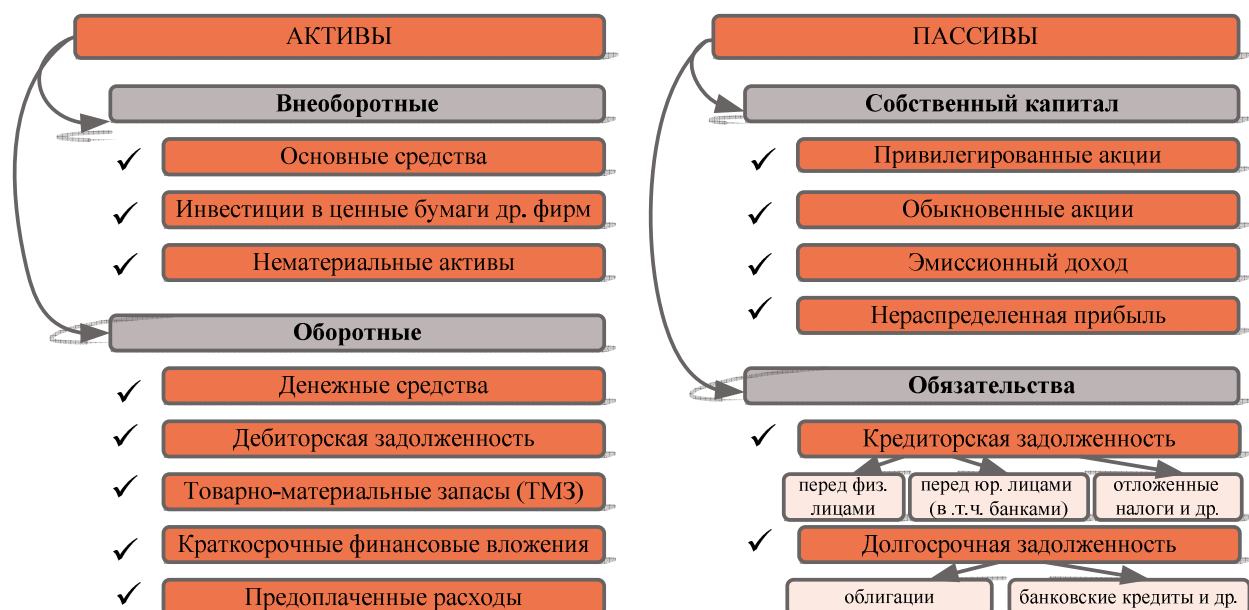 АКТИВЫ
Внеоборотные
Основные средства
Инвестиции в ценные бумаги др. фирм
Нематериальные активы
Оборотные
Денежные средства
Дебиторская задолженность
Товарно-материальные запасы (ТМЗ)
Краткосрочные финансовые вложения
Предоплаченные расходы
ПАССИВЫ
Собственный капитал
Привилегированные акции
Обыкновенные акции
Эмиссионный доход
Нераспределенная прибыль
Обязательства
Кредиторская задолженность
перед физ.
лицами
перед юр. лицами
(в .т.ч. банками)
отложенные
налоги и др.
Долгосрочная задолженность
облигации
банковские кредиты и др.